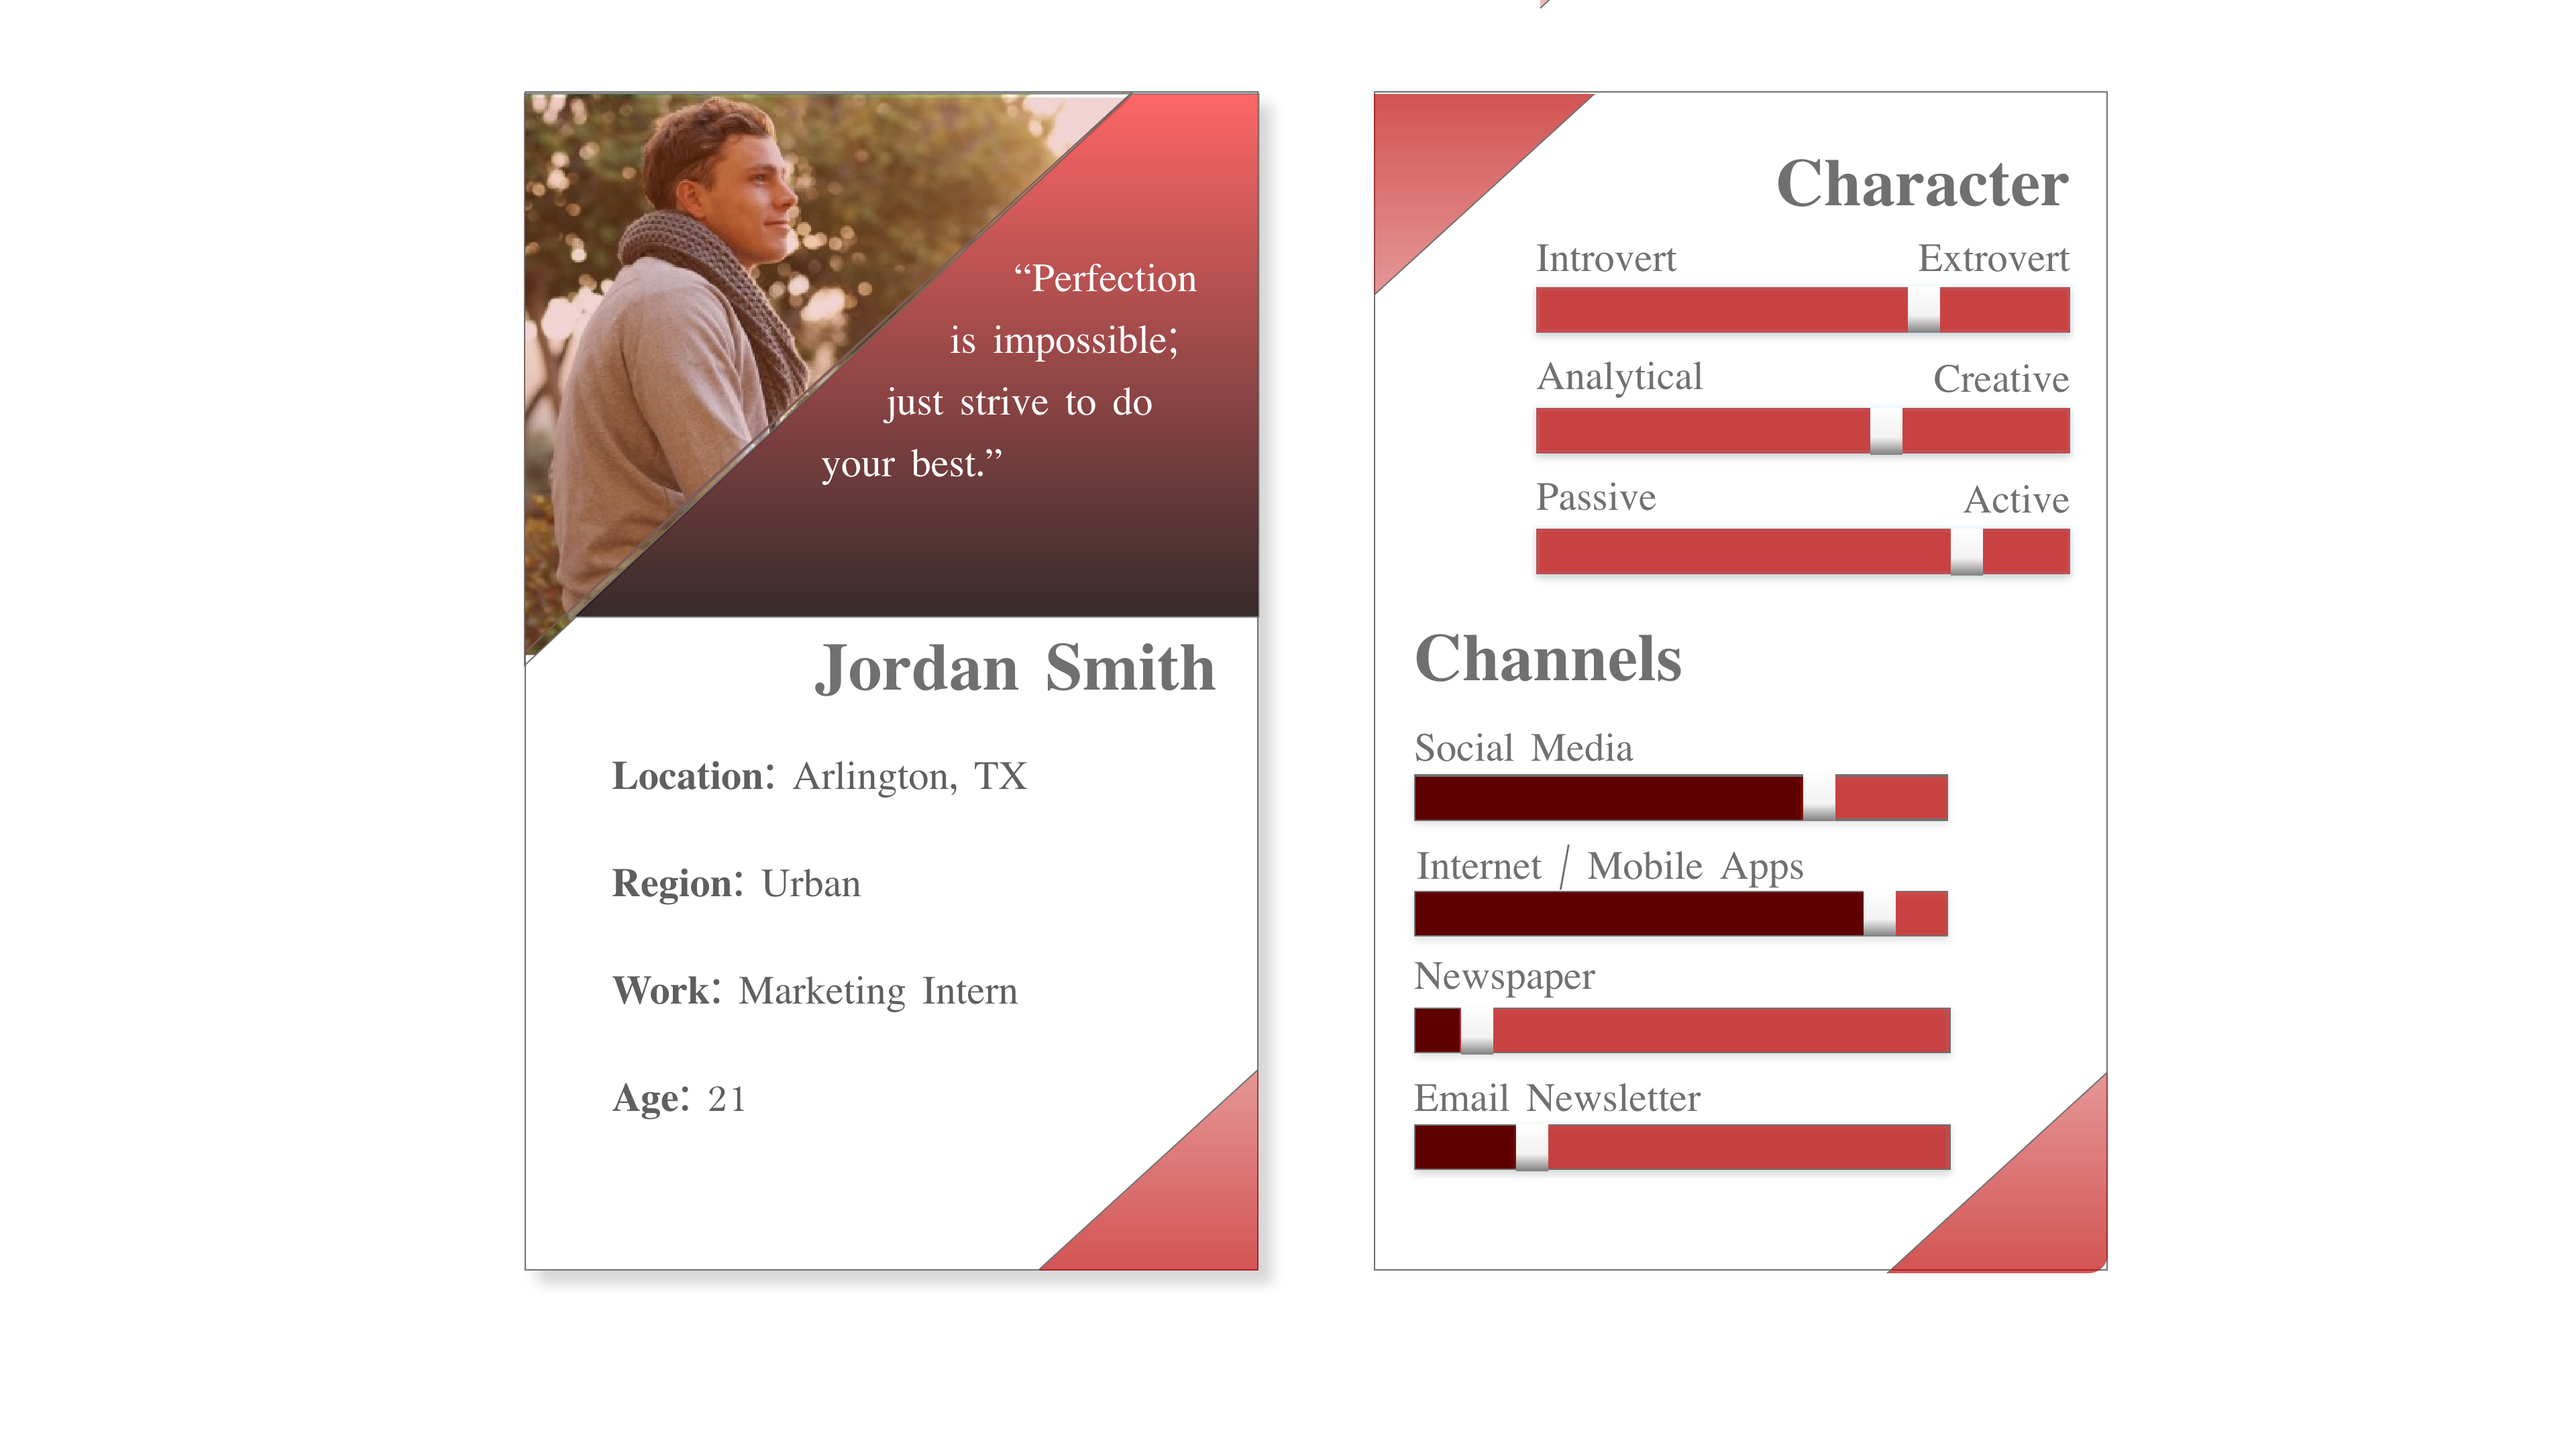 “Perfection
is impossible;
just strive to do
your best.”
Jordan Smith
Location: Arlington, TX
Region: Urban
Work: Marketing Intern
Age: 21
Character
Introvert Extrovert
Analytical Creative
Passive Active
Channels
Social Media
Internet / Mobile Apps
Newspaper
Email Newsletter